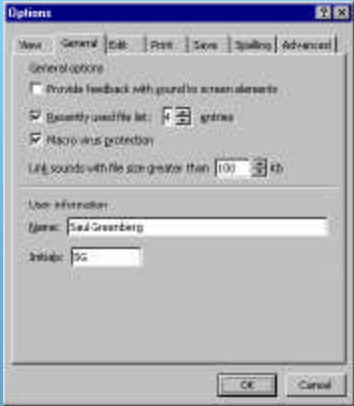 Options
View General Edit Print Save Spelling Advanced
General options
Provide feedback with sound to screen elements
Recently used file list: 4 entries
Macro virus protection
Link sounds with file size greater than 100 Kb
User information
Name: Saul Greenberg
Initials: SG
OK Cancel